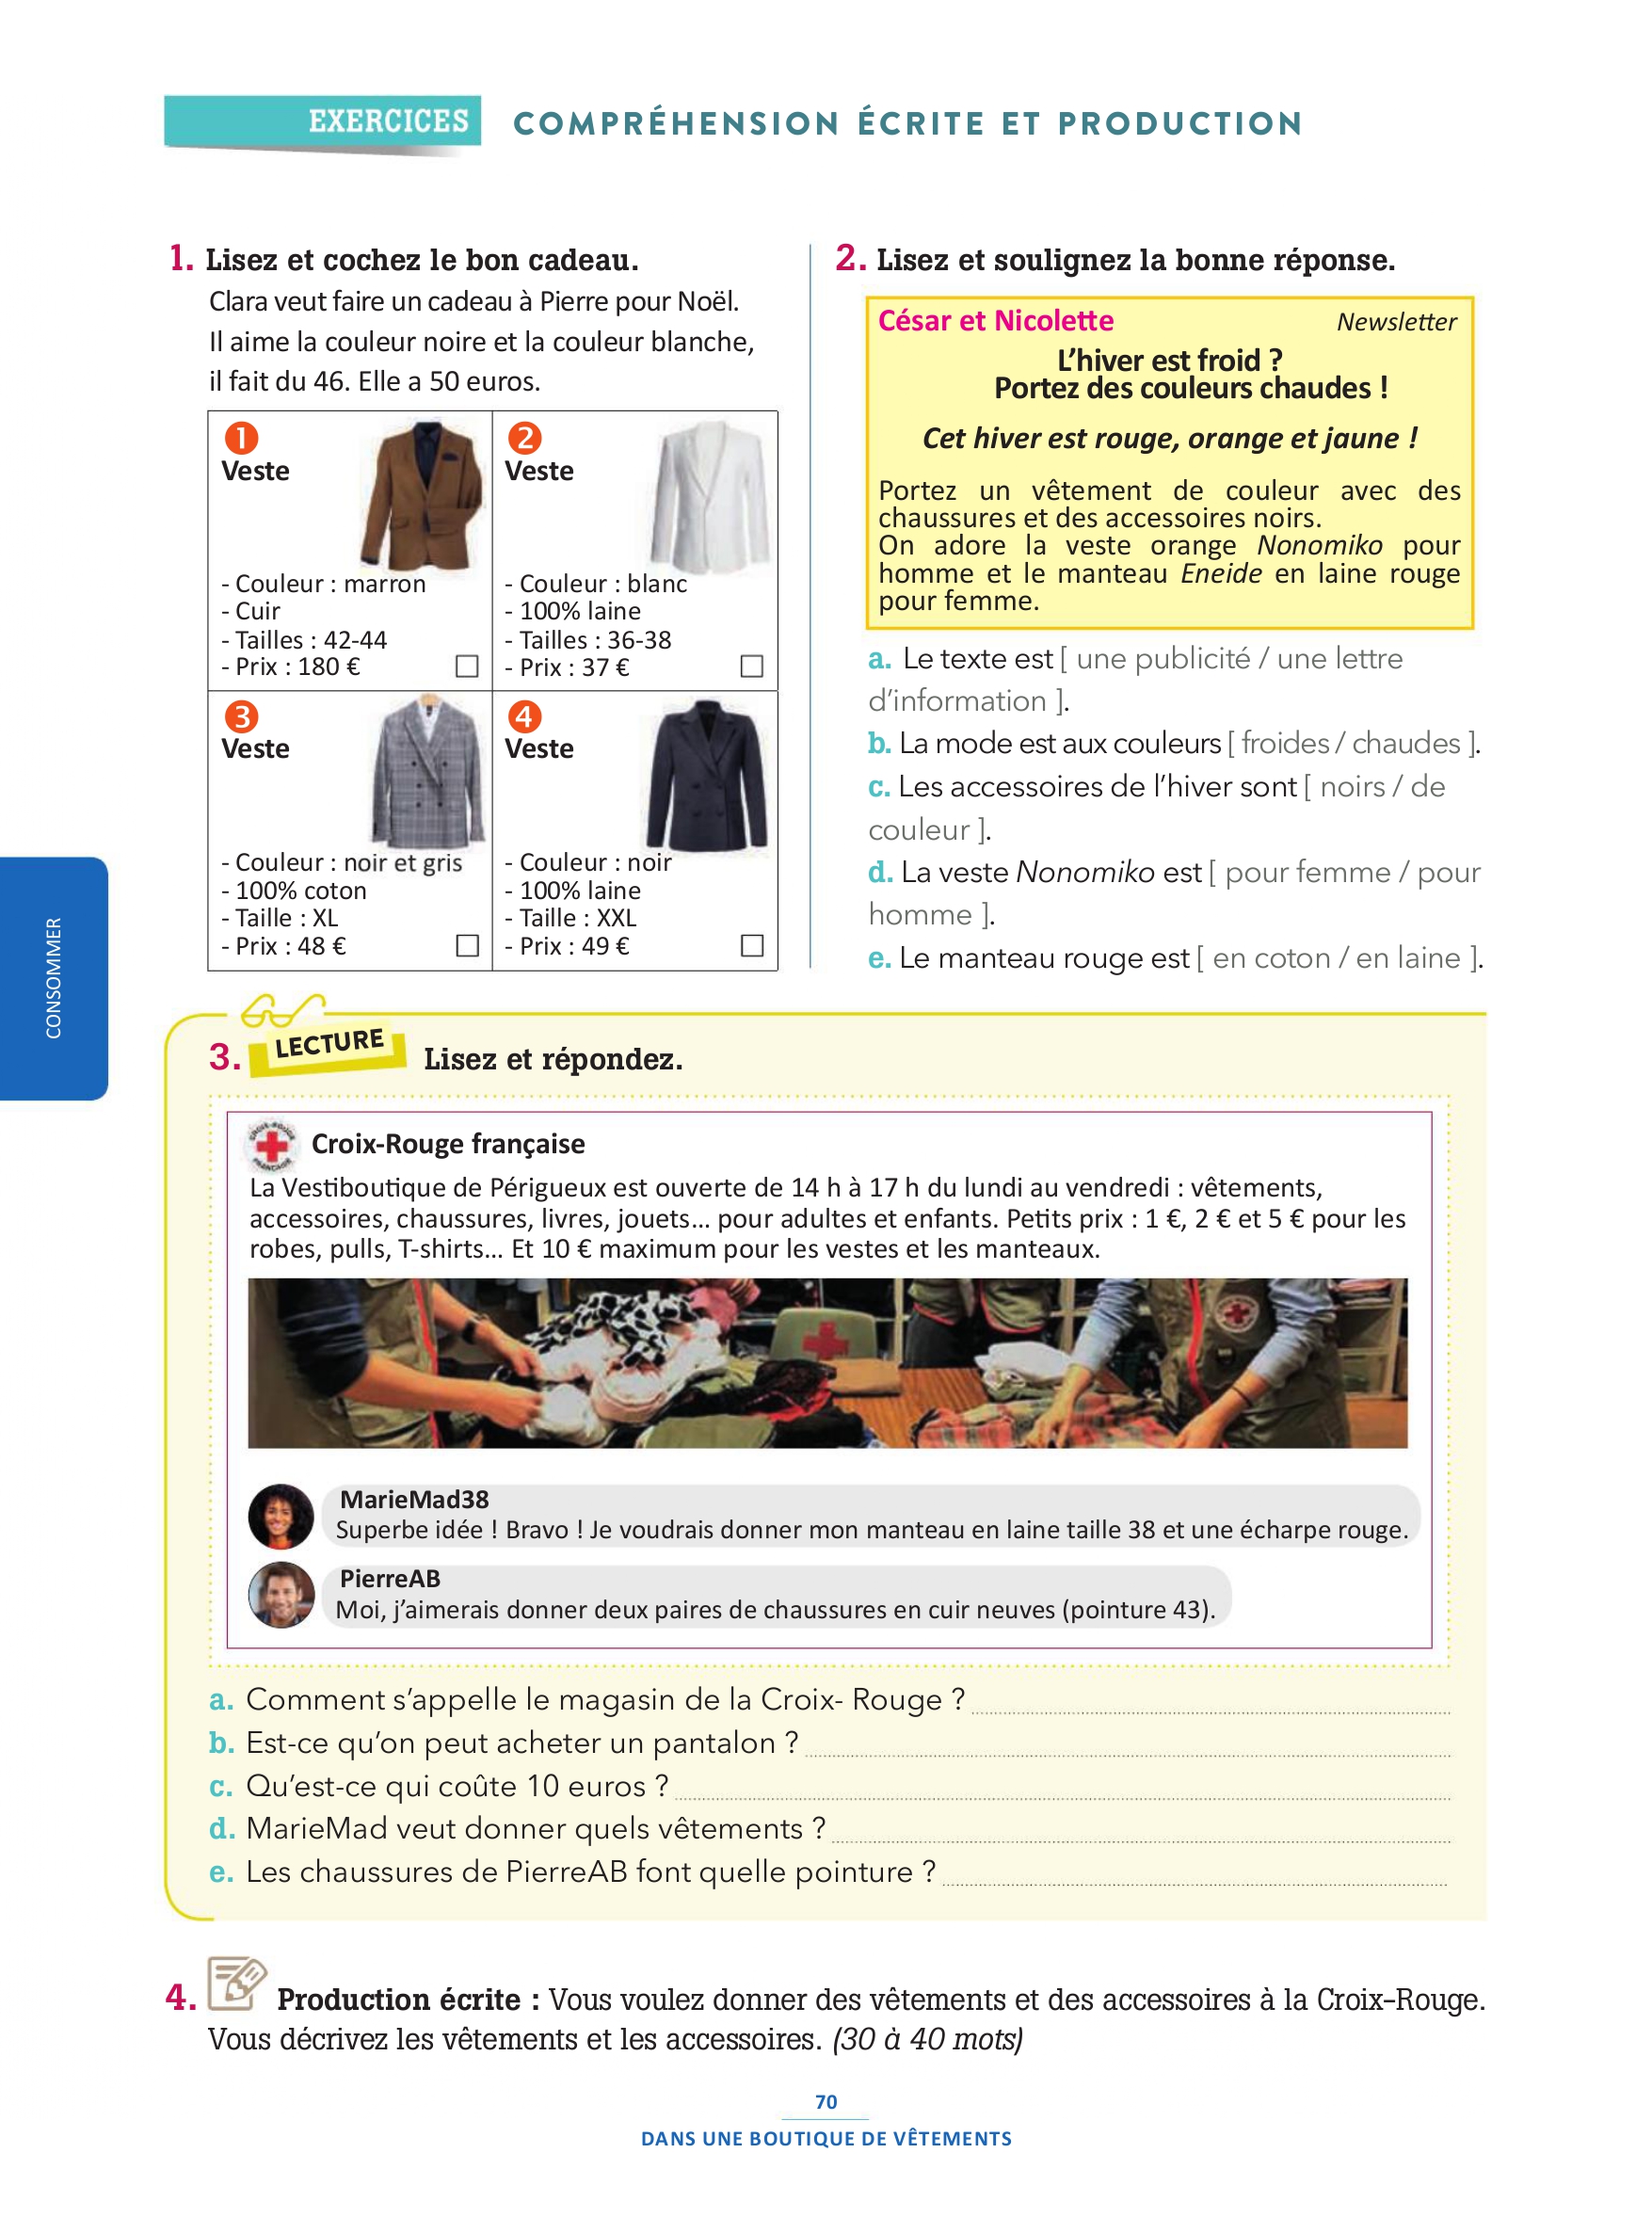 EXERCICES
COMPRÉHENSION ÉCRITE ET PRODUCTION
1. Lisez et cochez le bon cadeau.
Clara veut faire un cadeau à Pierre pour Noël.
Il aime la couleur noire et la couleur blanche,
il fait du 46. Elle a 50 euros.
1
Veste
- Couleur : marron
- Cuir
- Tailles : 42-44
- Prix : 180 €
2
Veste
- Couleur : blanc
- 100% laine
- Tailles : 36-38
- Prix : 37 €
3
Veste
- Couleur : noir et gris
- 100% coton
- Taille : XL
- Prix : 48 €
4
Veste
- Couleur : noir
- 100% laine
- Taille : XXL
- Prix : 49 €
2. Lisez et soulignez la bonne réponse.
César et Nicolette
Newsletter
L'hiver est froid ?
Portez des couleurs chaudes !
Cet hiver est rouge, orange et jaune !
Portez un vêtement de couleur avec des
chaussures et des accessoires noirs.
On adore la veste orange Nonomiko pour
homme et le manteau Eneide en laine rouge
pour femme.
a. Le texte est [ une publicité / une lettre
d'information ].
b. La mode est aux couleurs [ froides / chaudes ].
c. Les accessoires de l'hiver sont [ noirs / de
couleur ].
d. La veste Nonomiko est [ pour femme / pour
homme ].
e. Le manteau rouge est [ en coton / en laine ].
CONSOMMER
3. LECTURE Lisez et répondez.
CROIX-ROUGE FRANÇAISE
Croix-Rouge française
La Vestiboutique de Périgueux est ouverte de 14 h à 17 h du lundi au vendredi : vêtements,
accessoires, chaussures, livres, jouets... pour adultes et enfants. Petits prix : 1 €, 2 € et 5 € pour les
robes, pulls, T-shirts... Et 10 € maximum pour les vestes et les manteaux.
MarieMad38
Superbe idée ! Bravo ! Je voudrais donner mon manteau en laine taille 38 et une écharpe rouge.
PierreAB
Moi, j'aimerais donner deux paires de chaussures en cuir neuves (pointure 43).
a. Comment s'appelle le magasin de la Croix- Rouge ?
b. Est-ce qu'on peut acheter un pantalon ?
c. Qu'est-ce qui coûte 10 euros ?
d. MarieMad veut donner quels vêtements ?
e. Les chaussures de PierreAB font quelle pointure ?
4. Production écrite : Vous voulez donner des vêtements et des accessoires à la Croix-Rouge.
Vous décrivez les vêtements et les accessoires. (30 à 40 mots)
70
DANS UNE BOUTIQUE DE VÊTEMENTS